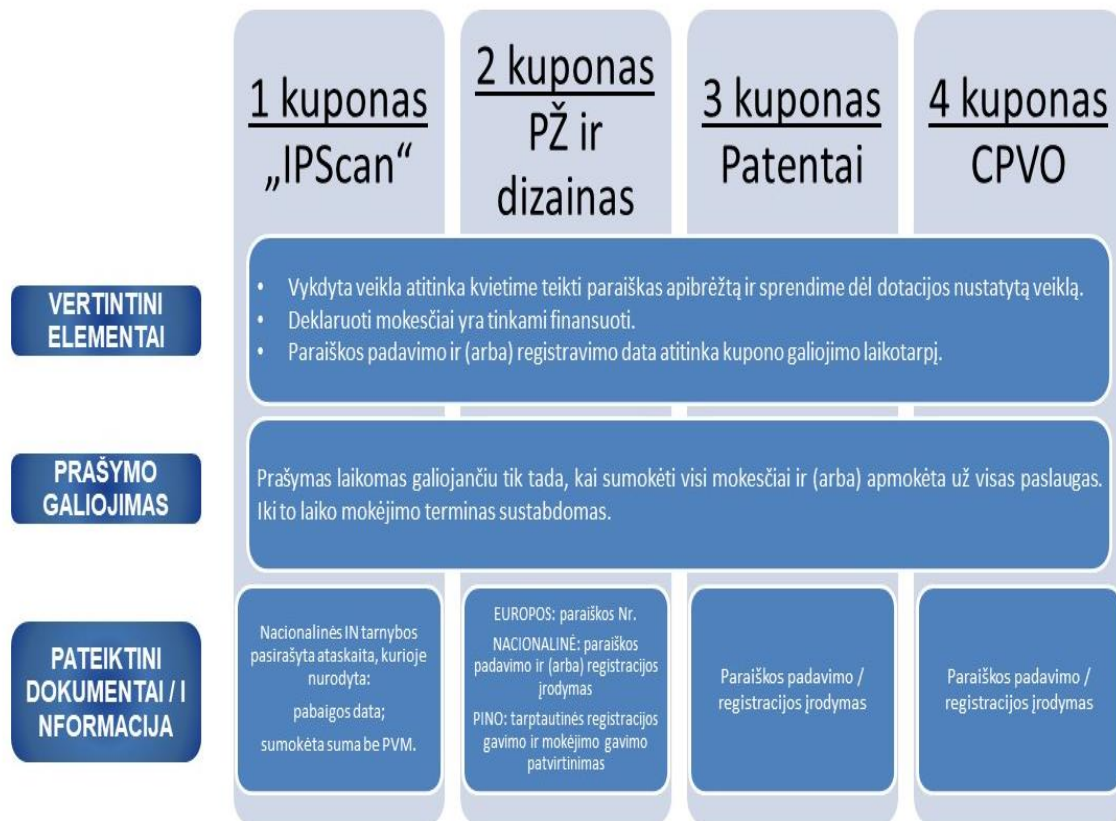 1 kuponas
„IPScan“
2 kuponas
PŽ ir
dizainas
3 kuponas
Patentai
4 kuponas
CPVO
VERTINTINI
ELEMENTAI
• Vykdyta veikla atitinka kvietime teikti paraiškas apibrėžtą ir sprendime dėl dotacijos nustatytą veiklą.
• Deklaruoti mokesčiai yra tinkami finansuoti.
• Paraiškos padavimo ir (arba) registravimo data atitinka kupono galiojimo laikotarpį.
PRAŠYMO
GALIOJIMAS
Prašymas laikomas galiojančiu tik tada, kai sumokėti visi mokesčiai ir (arba) apmokėta už visas paslaugas.
Iki to laiko mokėjimo terminas sustabdomas.
PATEIKTINI
DOKUMENTAI / I
NFORMACIJA
Nacionalinės IN tarnybos
pasirašyta ataskaita, kurioje
nurodyta:
pabaigos data;
sumokėta suma be PVM.
EUROPOS: paraiškos Nr.
NACIONALINĖ: paraiškos
padavimo ir (arba) registracijos
įrodymas
PINO: tarptautinės registracijos
gavimo ir mokėjimo gavimo
patvirtinimas
Paraiškos padavimo /
registracijos įrodymas
Paraiškos padavimo /
registracijos įrodymas